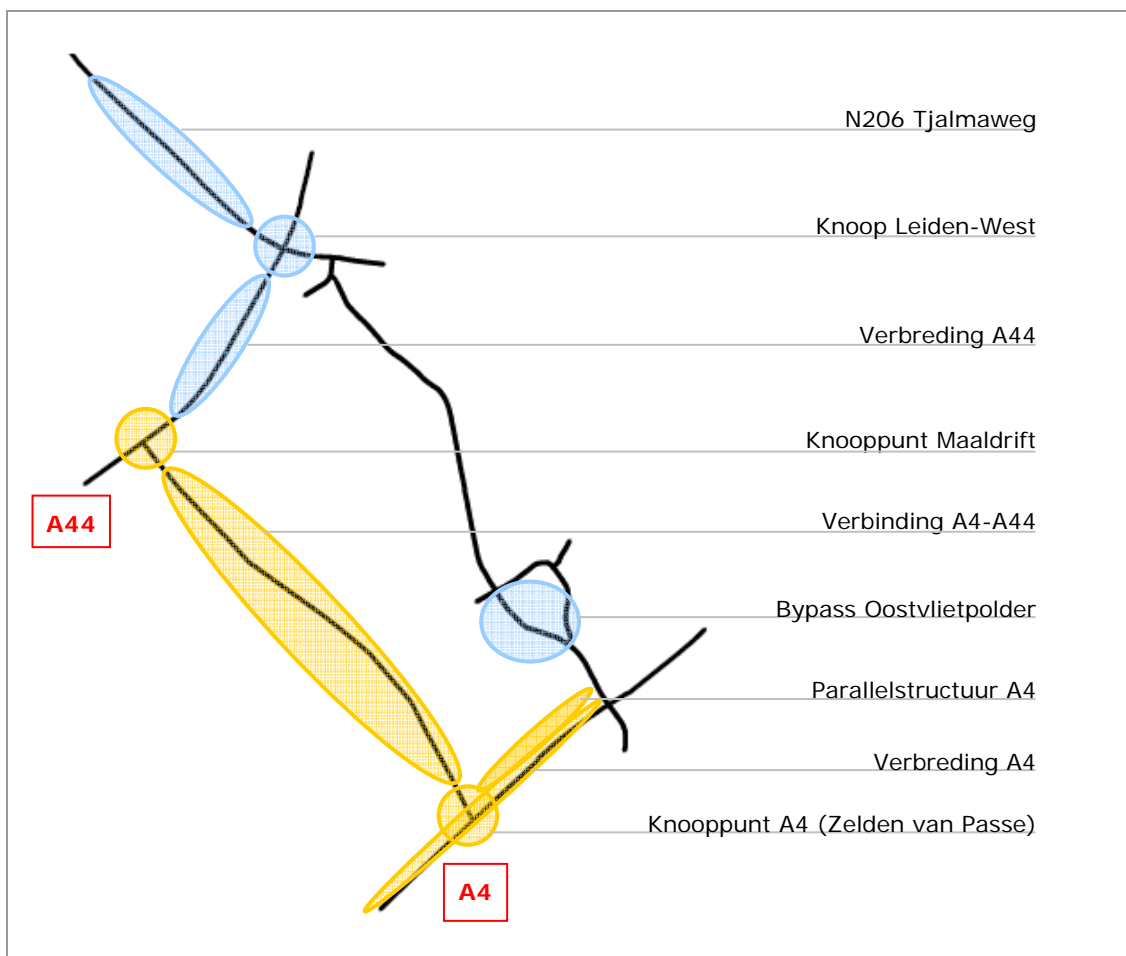 N206 Tjalmaweg
Knoop Leiden-West
Verbreding A44
Knooppunt Maaldrift
A44
Verbinding A4-A44
Bypass Oostvlietpolder
Parallelstructuur A4
Verbreding A4
Knooppunt A4 (Zelden van Passe)
A4